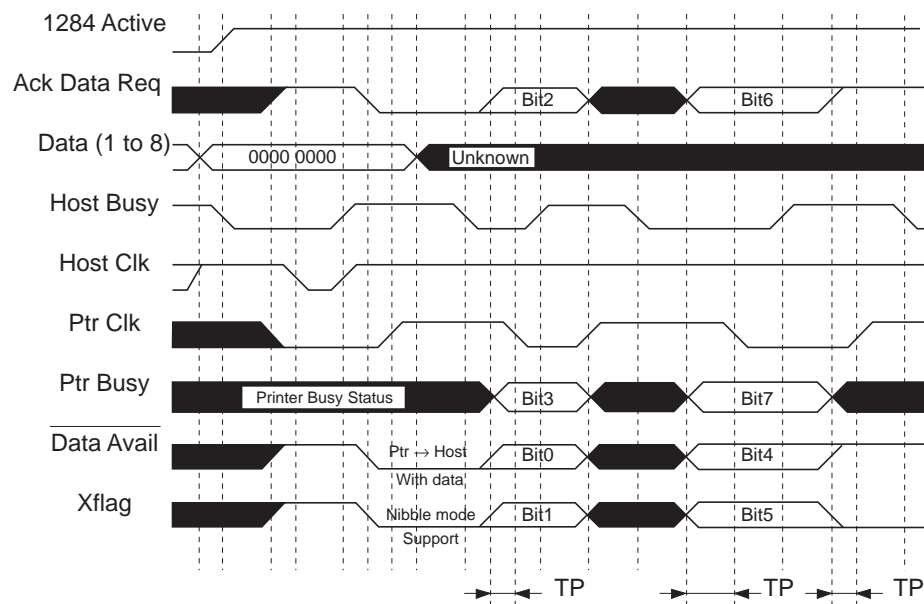 1284 Active
Ack Data Req
Bit2
Bit6
Data (1 to 8)
0000 0000
Unknown
Host Busy
Host Clk
Ptr Clk
Ptr Busy
Printer Busy Status
Bit3
Bit7
Data Avail
Ptr ↔ Host
With data
Bit0
Bit4
Xflag
Nibble mode
Support
Bit1
Bit5
TP
TP
TP